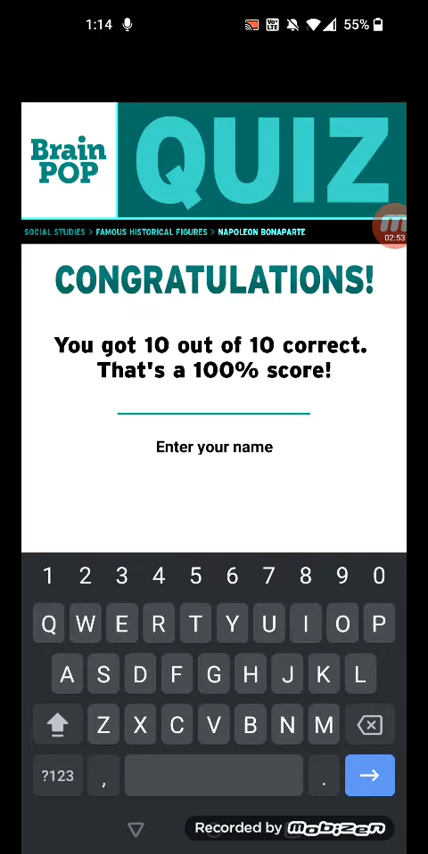 1:14
Vo
LTE
55%
Brain
POP
QUIZ
SOCIAL STUDIES > FAMOUS HISTORICAL FIGURES > NAPOLEON BONAPARTE
02:53
CONGRATULATIONS!
You got 10 out of 10 correct.
That's a 100% score!
Enter your name
1 2 3 4 5 6 7 8 9 0
Q W E R T Y U I O P
A S D F G H J K L
Z X C V B N M
?123 , .
Recorded by mobizen